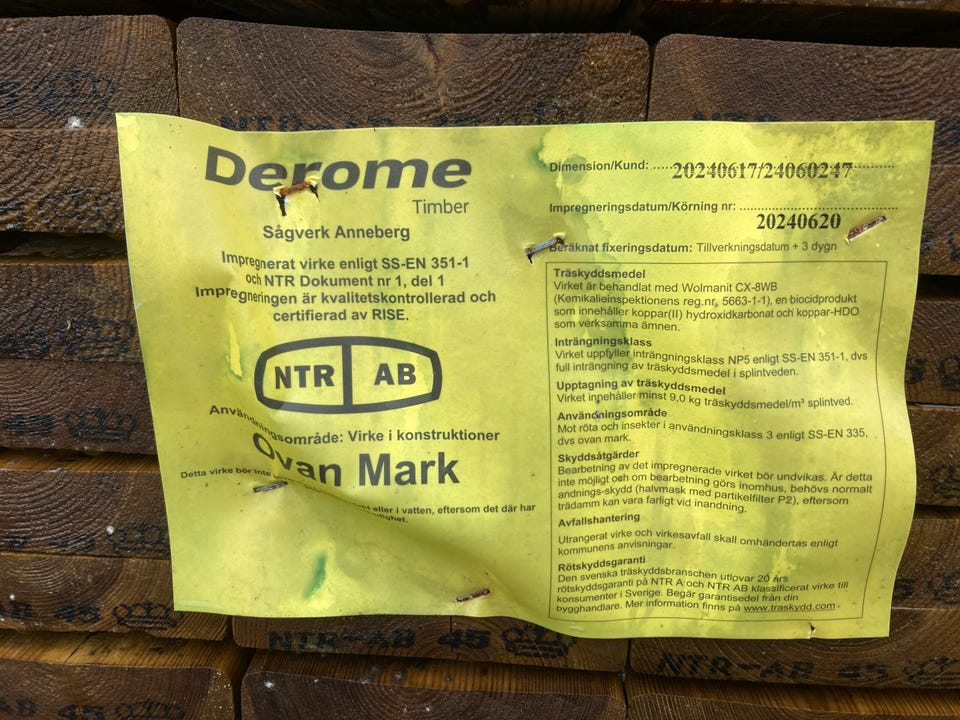 Derome
Timber
Sågverk Anneberg
Impregnerat virke enligt SS-EN 351-1
och NTR Dokument nr 1, del 1
Impregneringen är kvalitetskontrollerad och
certifierad av RISE.
NTR AB
Användningsområde: Virke i konstruktioner
Ovan Mark
Detta virke bör inte
eller i vatten, eftersom det där har
Dimension/Kund: 20240617/24060247
Impregneringsdatum/Körning nr:
20240620
Beräknat fixeringsdatum: Tillverkningsdatum + 3 dygn
Träskyddsmedel
Virket är behandlat med Wolmanit CX-8WB
(Kemikalieinspektionens reg.nr, 5663-1-1), en biocidprodukt
som innehåller koppar(II) hydroxidkarbonat och koppar-HDO
som verksamma ämnen.
Inträngningsklass
Virket uppfyller inträngningsklass NP5 enligt SS-EN 351-1, dvs
full inträngning av träskyddsmedel i splintveden.
Upptagning av träskyddsmedel
Virket innehåller minst 9,0 kg träskyddsmedel/m³ splintved.
Användningsområde
Mot röta och insekter i användningsklass 3 enligt SS-EN 335,
dvs ovan mark.
Skyddsåtgärder
Bearbetning av det impregnerade virket bör undvikas. Är detta
inte möjligt och om bearbetning görs inomhus, behövs normalt
andnings-skydd (halvmask med partikelfilter P2), eftersom
trädamm kan vara farligt vid inandning.
Avfallshantering
Utrangerat virke och virkesavfall skall omhändertas enligt
kommunens anvisningar.
Rötskyddsgaranti
Den svenska träskyddsbranschen utlovar 20 års
rötskyddsgaranti på NTR A och NTR AB klassificerat virke till
konsumenter i Sverige. Begär garantisedel från din
bygghandlare. Mer information finns på www.traskydd.com
NTR-AB 45
NTR-AB 45